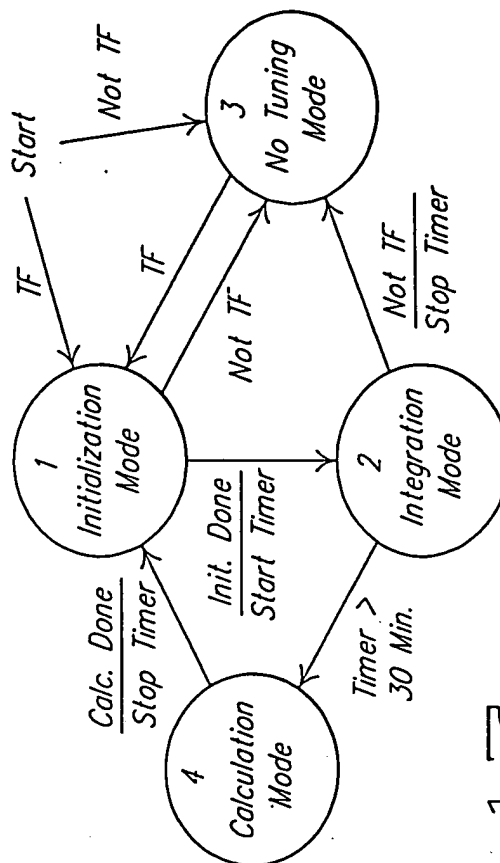 Start
TF
Not TF
1
Initialization
Mode
Calc. Done
Stop Timer
TF
3
No Tuning
Mode
4
Calculation
Mode
Init. Done
Start Timer
Not TF
Timer >
30 Min.
2
Integration
Mode
Not TF
Stop Timer